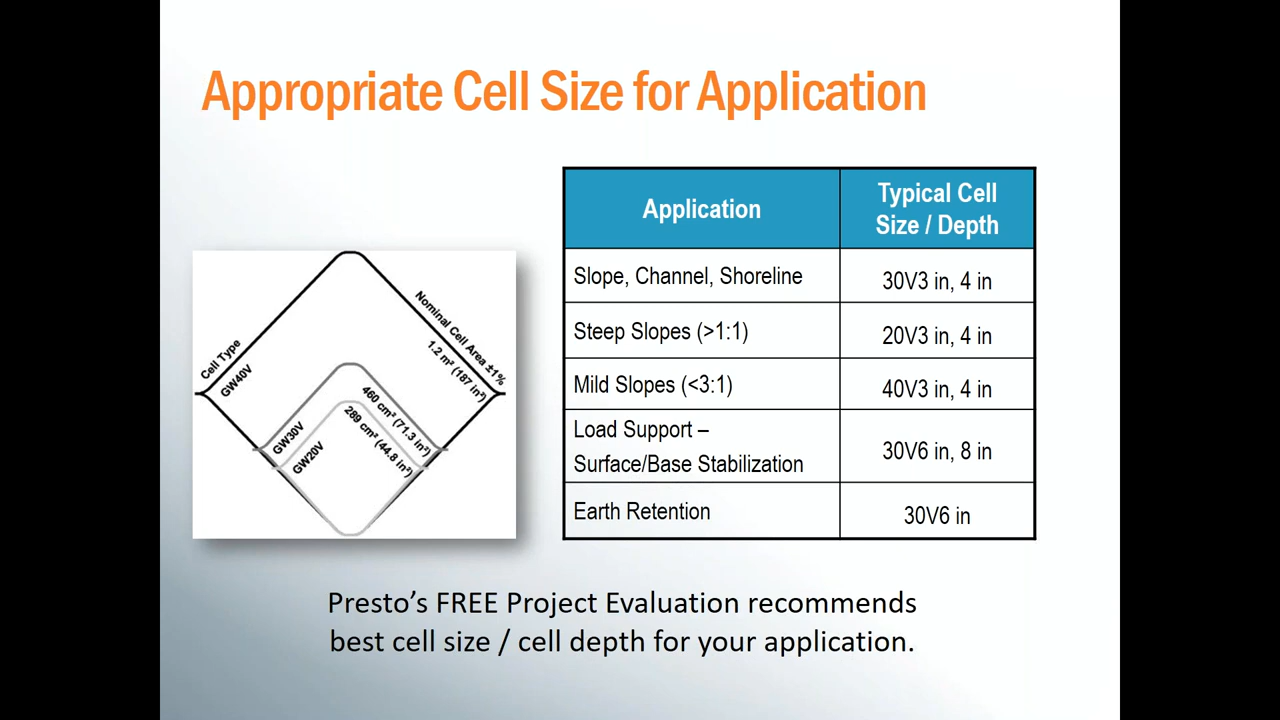 Appropriate Cell Size for Application
Cell Type
GW40V
Nominal Cell Area ±1%
1.2 m² (187 in²)
GW30V
460 cm² (71.3 in²)
GW20V
289 cm² (44.8 in²)
Application
Typical Cell
Size / Depth
Slope, Channel, Shoreline
30V3 in, 4 in
Steep Slopes (>1:1)
20V3 in, 4 in
Mild Slopes (<3:1)
40V3 in, 4 in
Load Support –
Surface/Base Stabilization
30V6 in, 8 in
Earth Retention
30V6 in
Presto’s FREE Project Evaluation recommends
best cell size / cell depth for your application.